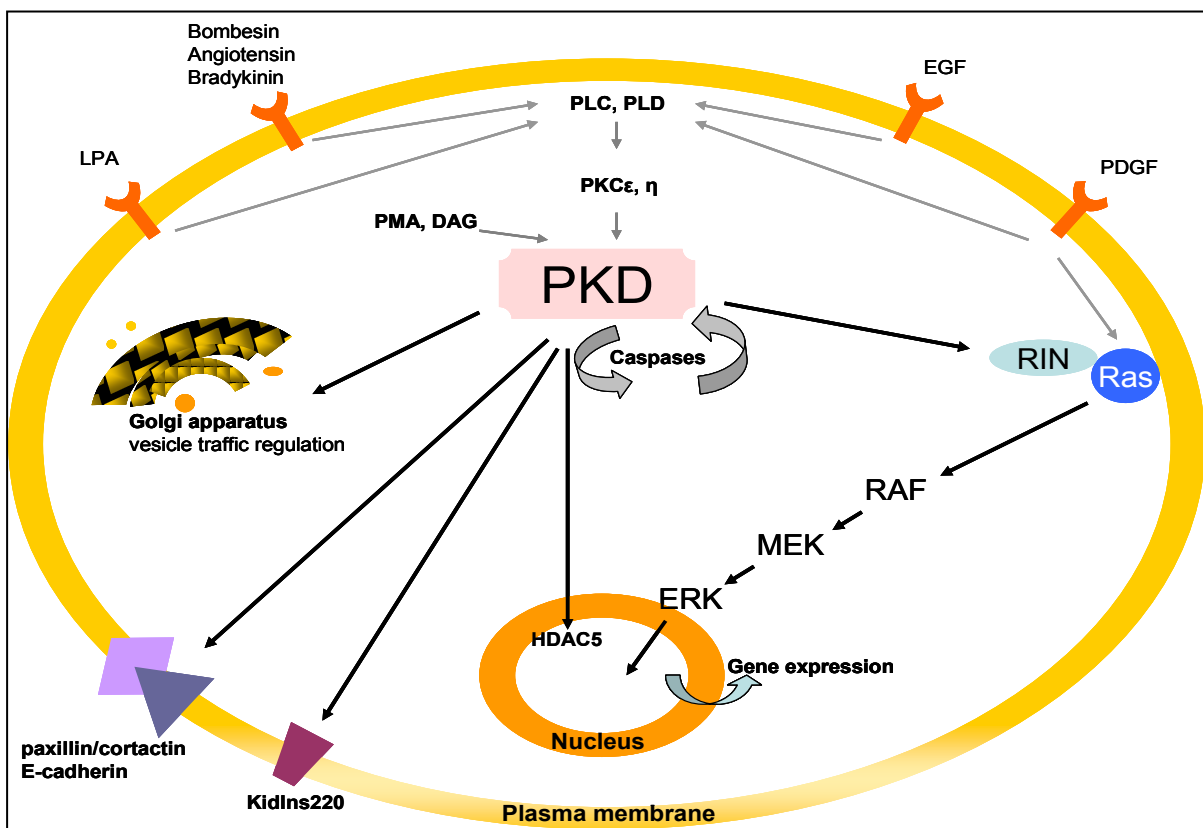 Bombesin
Angiotensin
Bradykinin
EGF
PLC, PLD
LPA
PDGF
PKCε, η
PMA, DAG
PKD
Caspases
RIN
Ras
Golgi apparatus
vesicle traffic regulation
RAF
MEK
ERK
HDAC5
Gene expression
Nucleus
paxillin/cortactin
E-cadherin
KidIns220
Plasma membrane